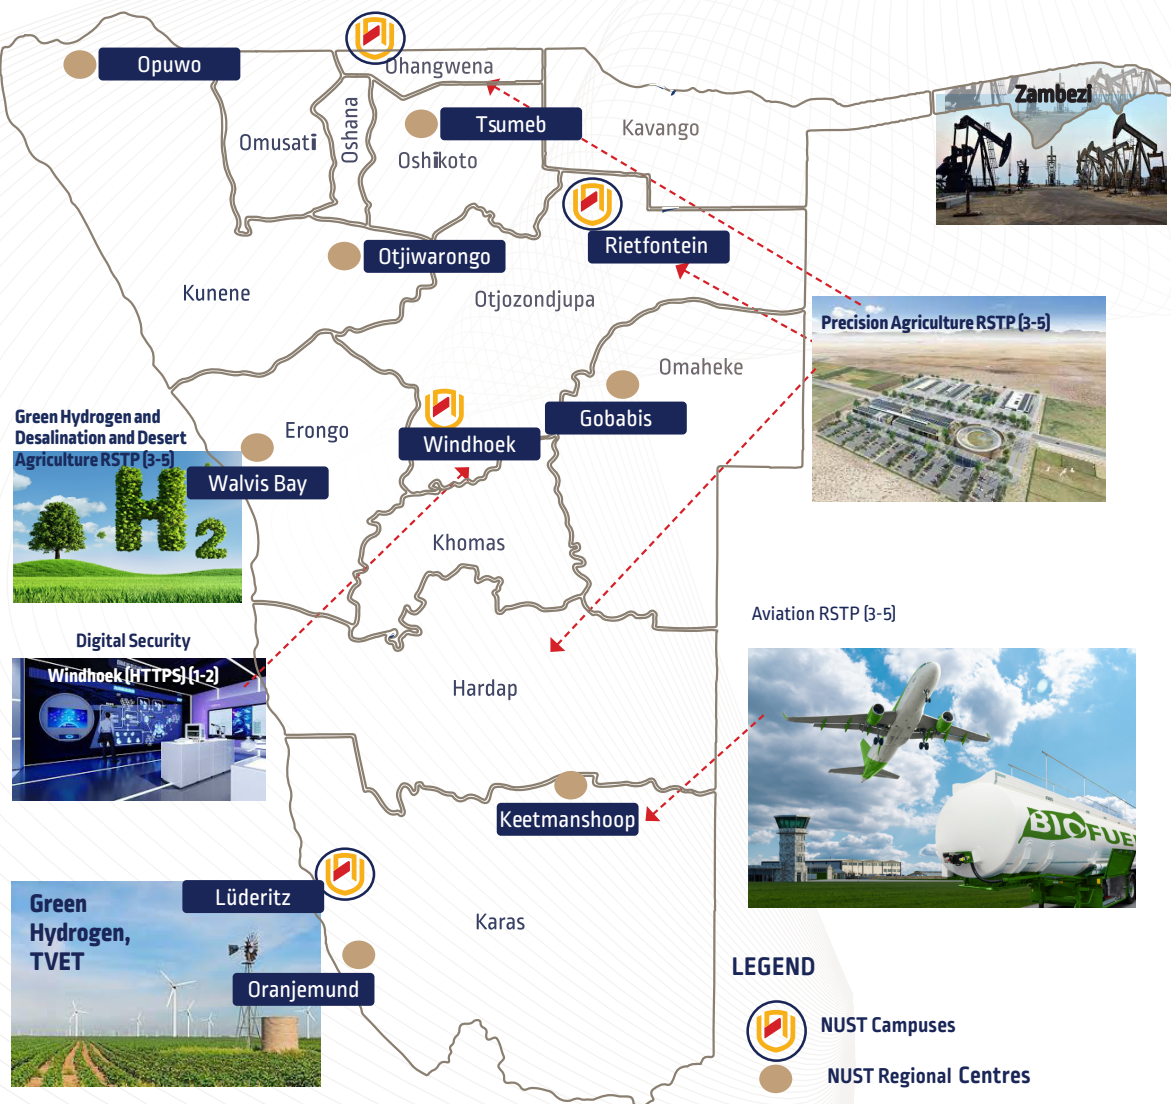 Opuwo
Ohangwena
Zambezi
Tsumeb
Kavango
Omusati
Oshana
Oshikoto
Rietfontein
Otjiwarongo
Kunene
Otjozondjupa
Precision Agriculture RSTP (3-5)
Omaheke
Green Hydrogen and
Desalination and Desert
Agriculture RSTP (3-5)
Erongo
Gobabis
Windhoek
Walvis Bay
H2
Khomas
Aviation RSTP (3-5)
Digital Security
Windhoek (HTTPS) (1-2)
Hardap
Keetmanshoop
BIOFUE
Lüderitz
Green
Hydrogen,
TVET
Karas
Oranjemund
LEGEND
NUST Campuses
NUST Regional Centres